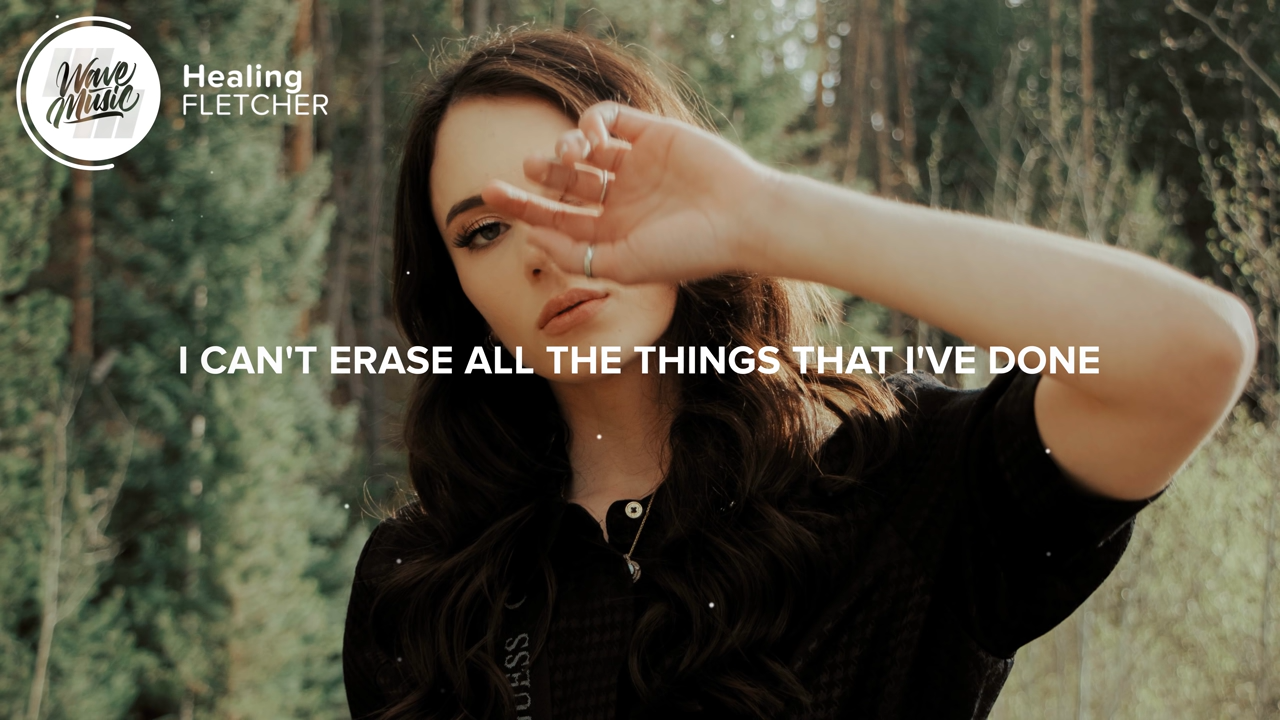 Wave
Music
Healing
FLETCHER
I CAN'T ERASE ALL THE THINGS THAT I'VE DONE
GUESS